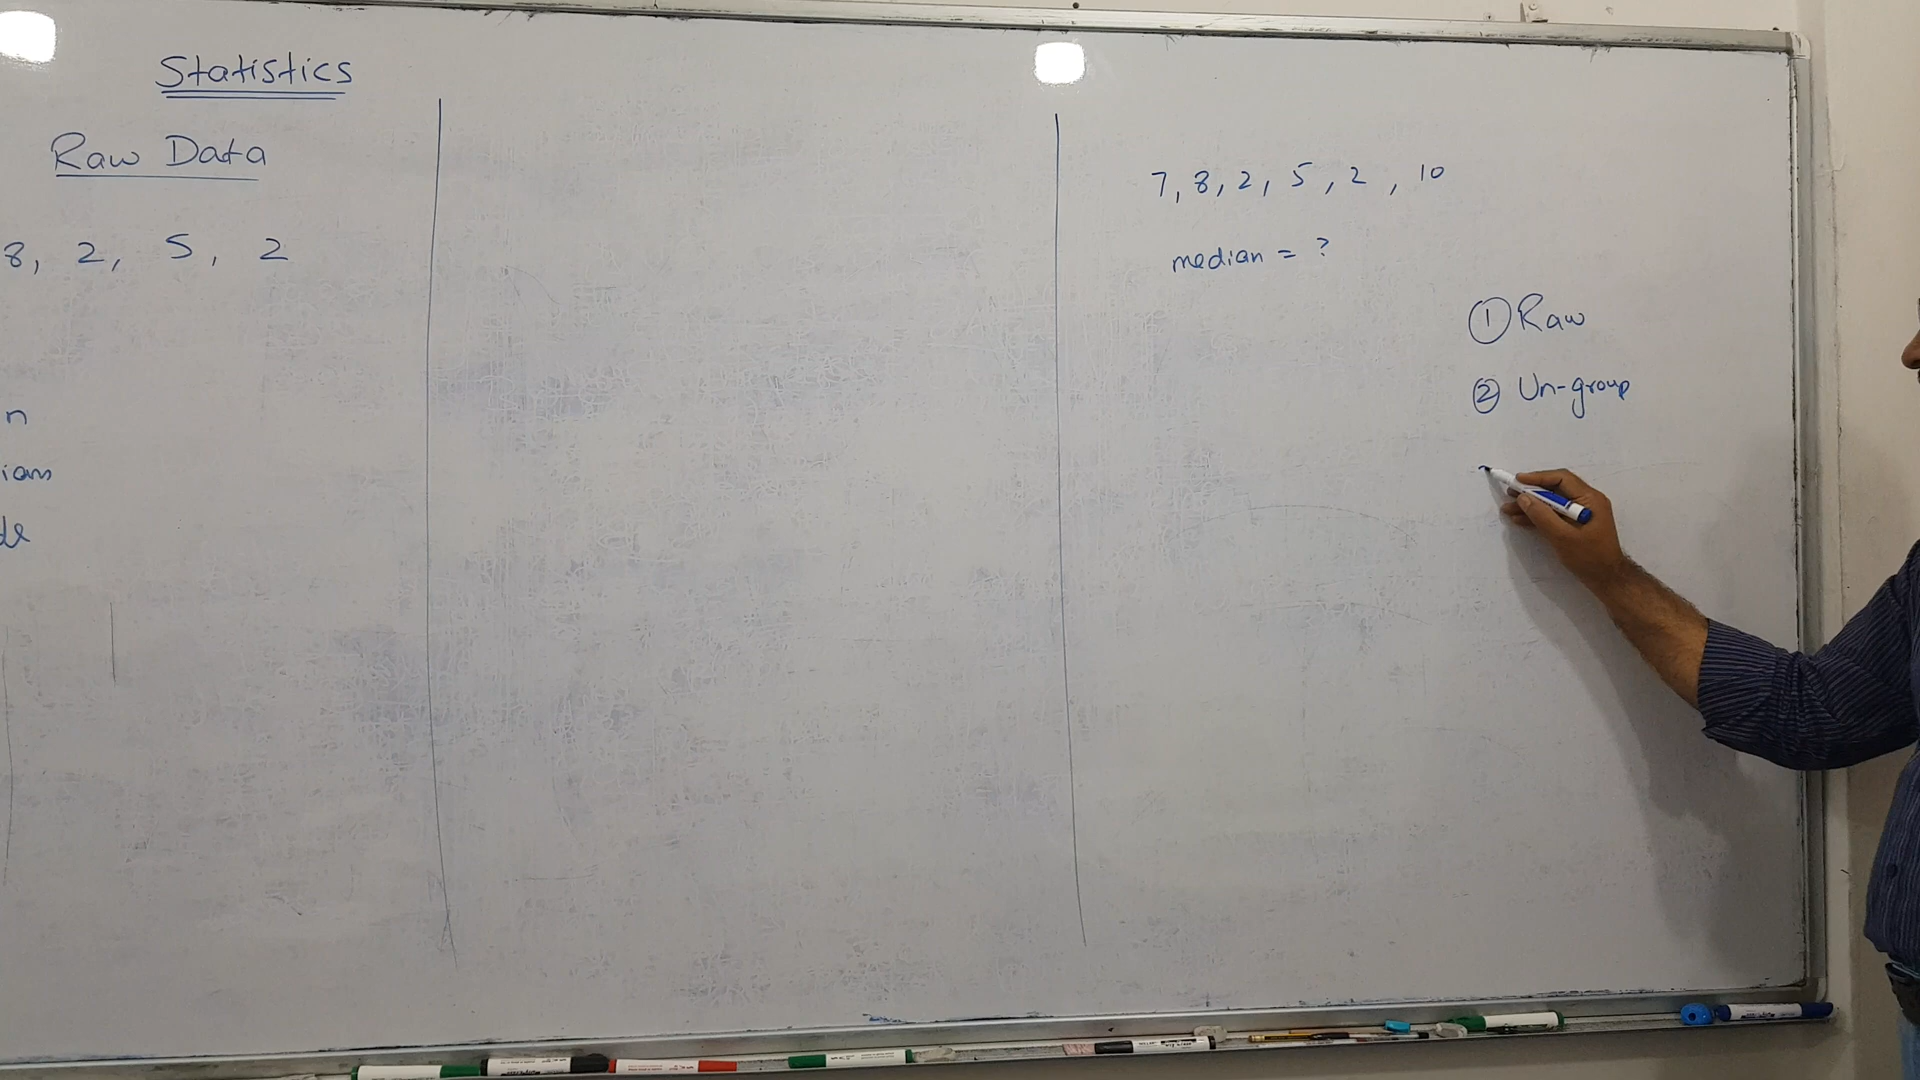 Statistics
Raw Data
8, 2, 5, 2
n
ian
de
7, 8, 2, 5, 2, 10
median = ?
① Raw
② Un-group